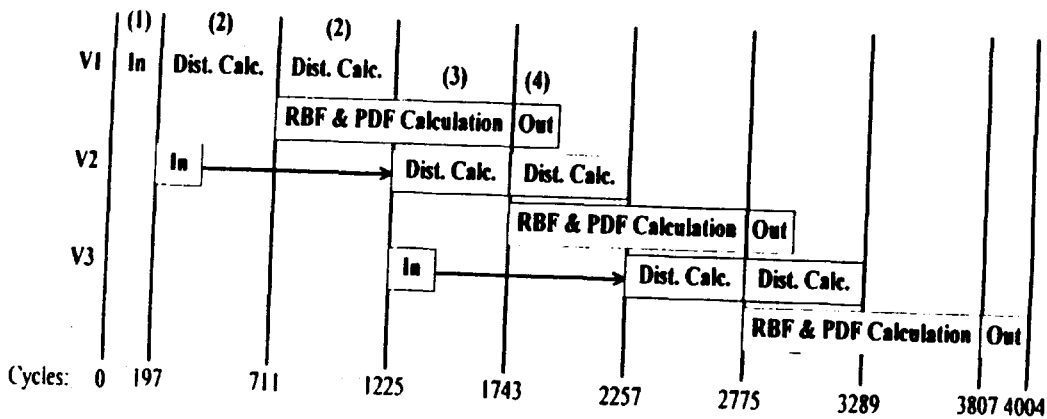 (1) (2) (2)
V1 In Dist. Calc. Dist. Calc. (3) (4)
RBF & PDF Calculation Out
V2 In Dist. Calc. Dist. Calc.
RBF & PDF Calculation Out
V3 In Dist. Calc. Dist. Calc.
RBF & PDF Calculation Out
Cycles: 0 197 711 1225 1743 2257 2775 3289 3807 4004